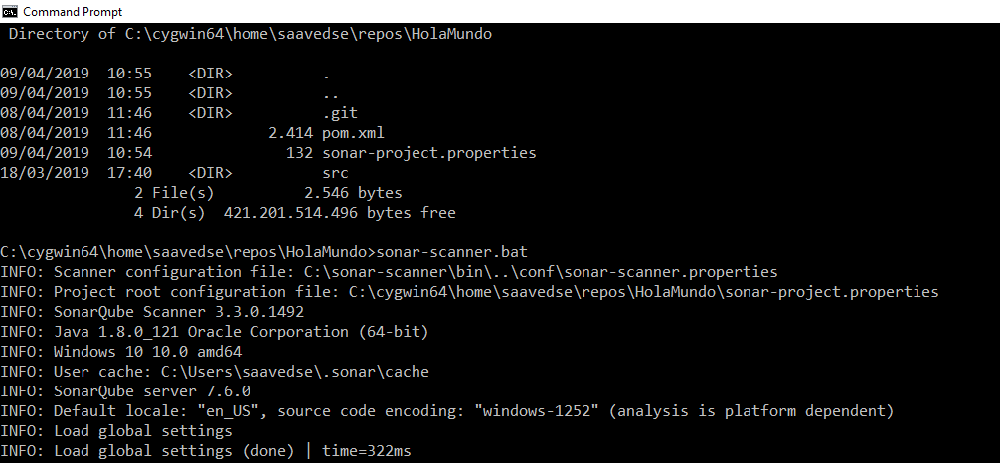 Command Prompt
Directory of C:\cygwin64\home\saavedse\repos\HolaMundo
09/04/2019  10:55    <DIR>          .
09/04/2019  10:55    <DIR>          ..
08/04/2019  11:46    <DIR>          .git
08/04/2019  11:46             2.414 pom.xml
09/04/2019  10:54               132 sonar-project.properties
18/03/2019  17:40    <DIR>          src
2 File(s)          2.546 bytes
4 Dir(s)  421.201.514.496 bytes free
C:\cygwin64\home\saavedse\repos\HolaMundo>sonar-scanner.bat
INFO: Scanner configuration file: C:\sonar-scanner\bin\..\conf\sonar-scanner.properties
INFO: Project root configuration file: C:\cygwin64\home\saavedse\repos\HolaMundo\sonar-project.properties
INFO: SonarQube Scanner 3.3.0.1492
INFO: Java 1.8.0_121 Oracle Corporation (64-bit)
INFO: Windows 10 10.0 amd64
INFO: User cache: C:\Users\saavedse\.sonar\cache
INFO: SonarQube server 7.6.0
INFO: Default locale: "en_US", source code encoding: "windows-1252" (analysis is platform dependent)
INFO: Load global settings
INFO: Load global settings (done) | time=322ms